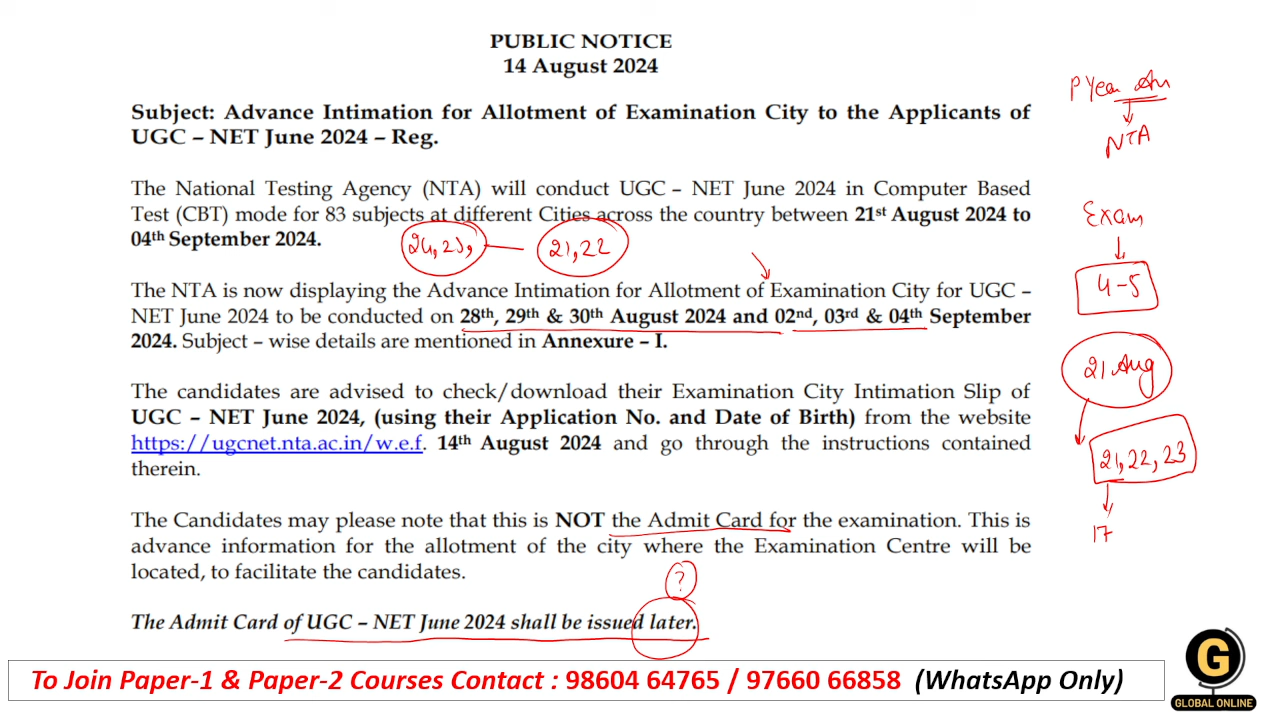 PUBLIC NOTICE
14 August 2024
Subject: Advance Intimation for Allotment of Examination City to the Applicants of
UGC – NET June 2024 – Reg.
The National Testing Agency (NTA) will conduct UGC – NET June 2024 in Computer Based
Test (CBT) mode for 83 subjects at different Cities across the country between 21st August 2024 to
04th September 2024.
21, 22
The NTA is now displaying the Advance Intimation for Allotment of Examination City for UGC –
NET June 2024 to be conducted on 28th, 29th & 30th August 2024 and 02nd, 03rd & 04th September
2024. Subject – wise details are mentioned in Annexure – I.
The candidates are advised to check/download their Examination City Intimation Slip of
UGC – NET June 2024, (using their Application No. and Date of Birth) from the website
https://ugcnet.nta.ac.in/w.e.f. 14th August 2024 and go through the instructions contained
therein.
The Candidates may please note that this is NOT the Admit Card for the examination. This is
advance information for the allotment of the city where the Examination Centre will be
located, to facilitate the candidates.
?
The Admit Card of UGC – NET June 2024 shall be issued later.
P Year
NTA
Exam
4-5
21 Aug
21, 22, 23
17
To Join Paper-1 & Paper-2 Courses Contact : 98604 64765 / 97660 66858 (WhatsApp Only)
G
GLOBAL ONLINE